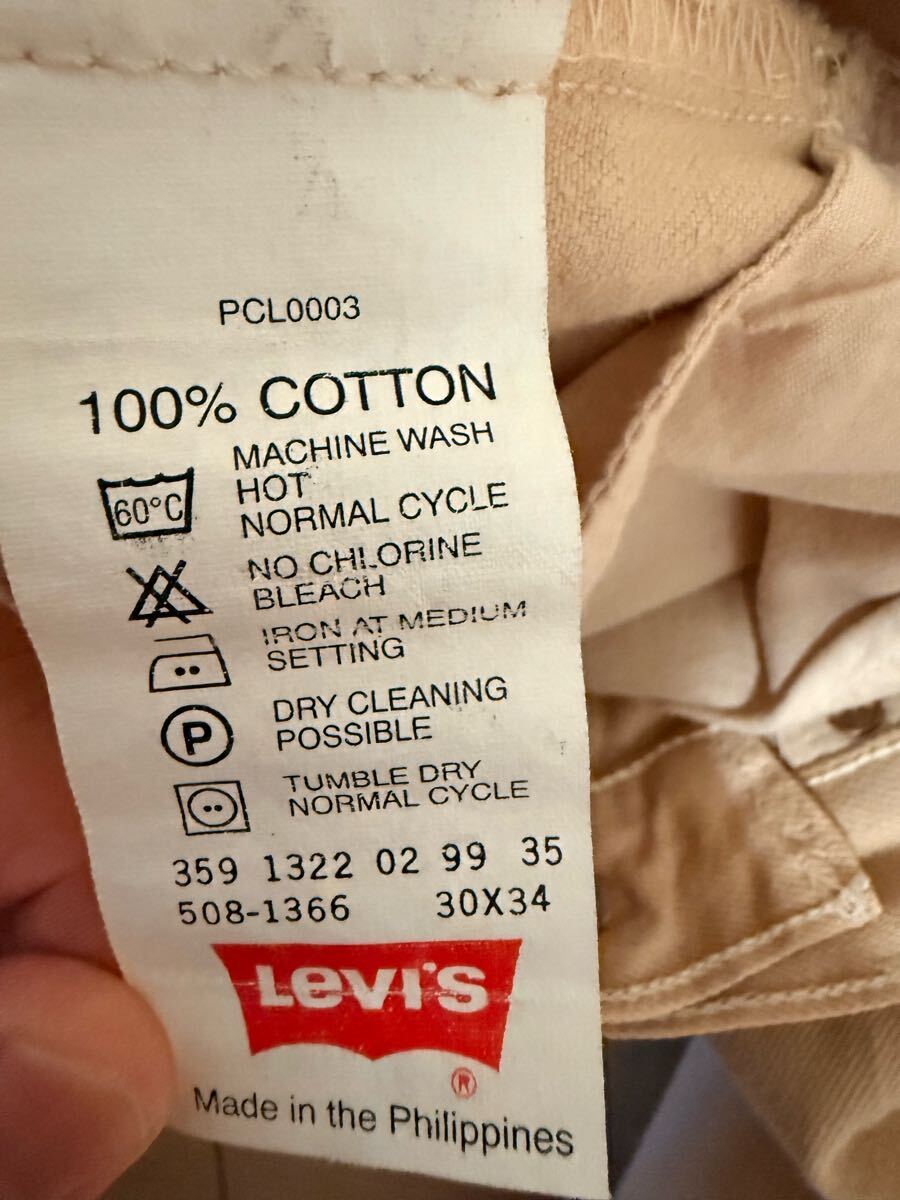 PCL0003
100% COTTON
MACHINE WASH
HOT
60°C
NORMAL CYCLE
NO CHLORINE
BLEACH
IRON AT MEDIUM
SETTING
DRY CLEANING
P
POSSIBLE
TUMBLE DRY
NORMAL CYCLE
359 1322 02 99 35
508-1366 30X34
Levi's
®
Made in the Philippines